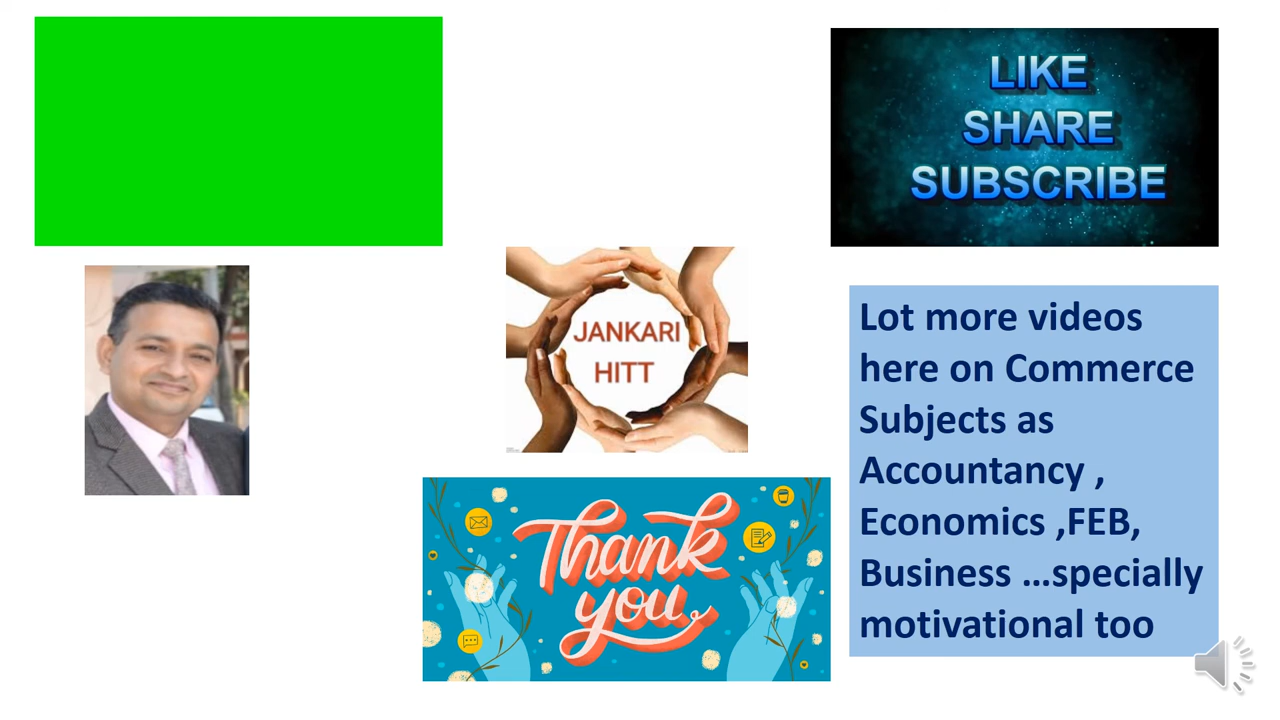 LIKE
SHARE
SUBSCRIBE
JANKARI
HITT
Lot more videos
here on Commerce
Subjects as
Accountancy ,
Economics ,FEB,
Business ...specially
motivational too
Thank
you